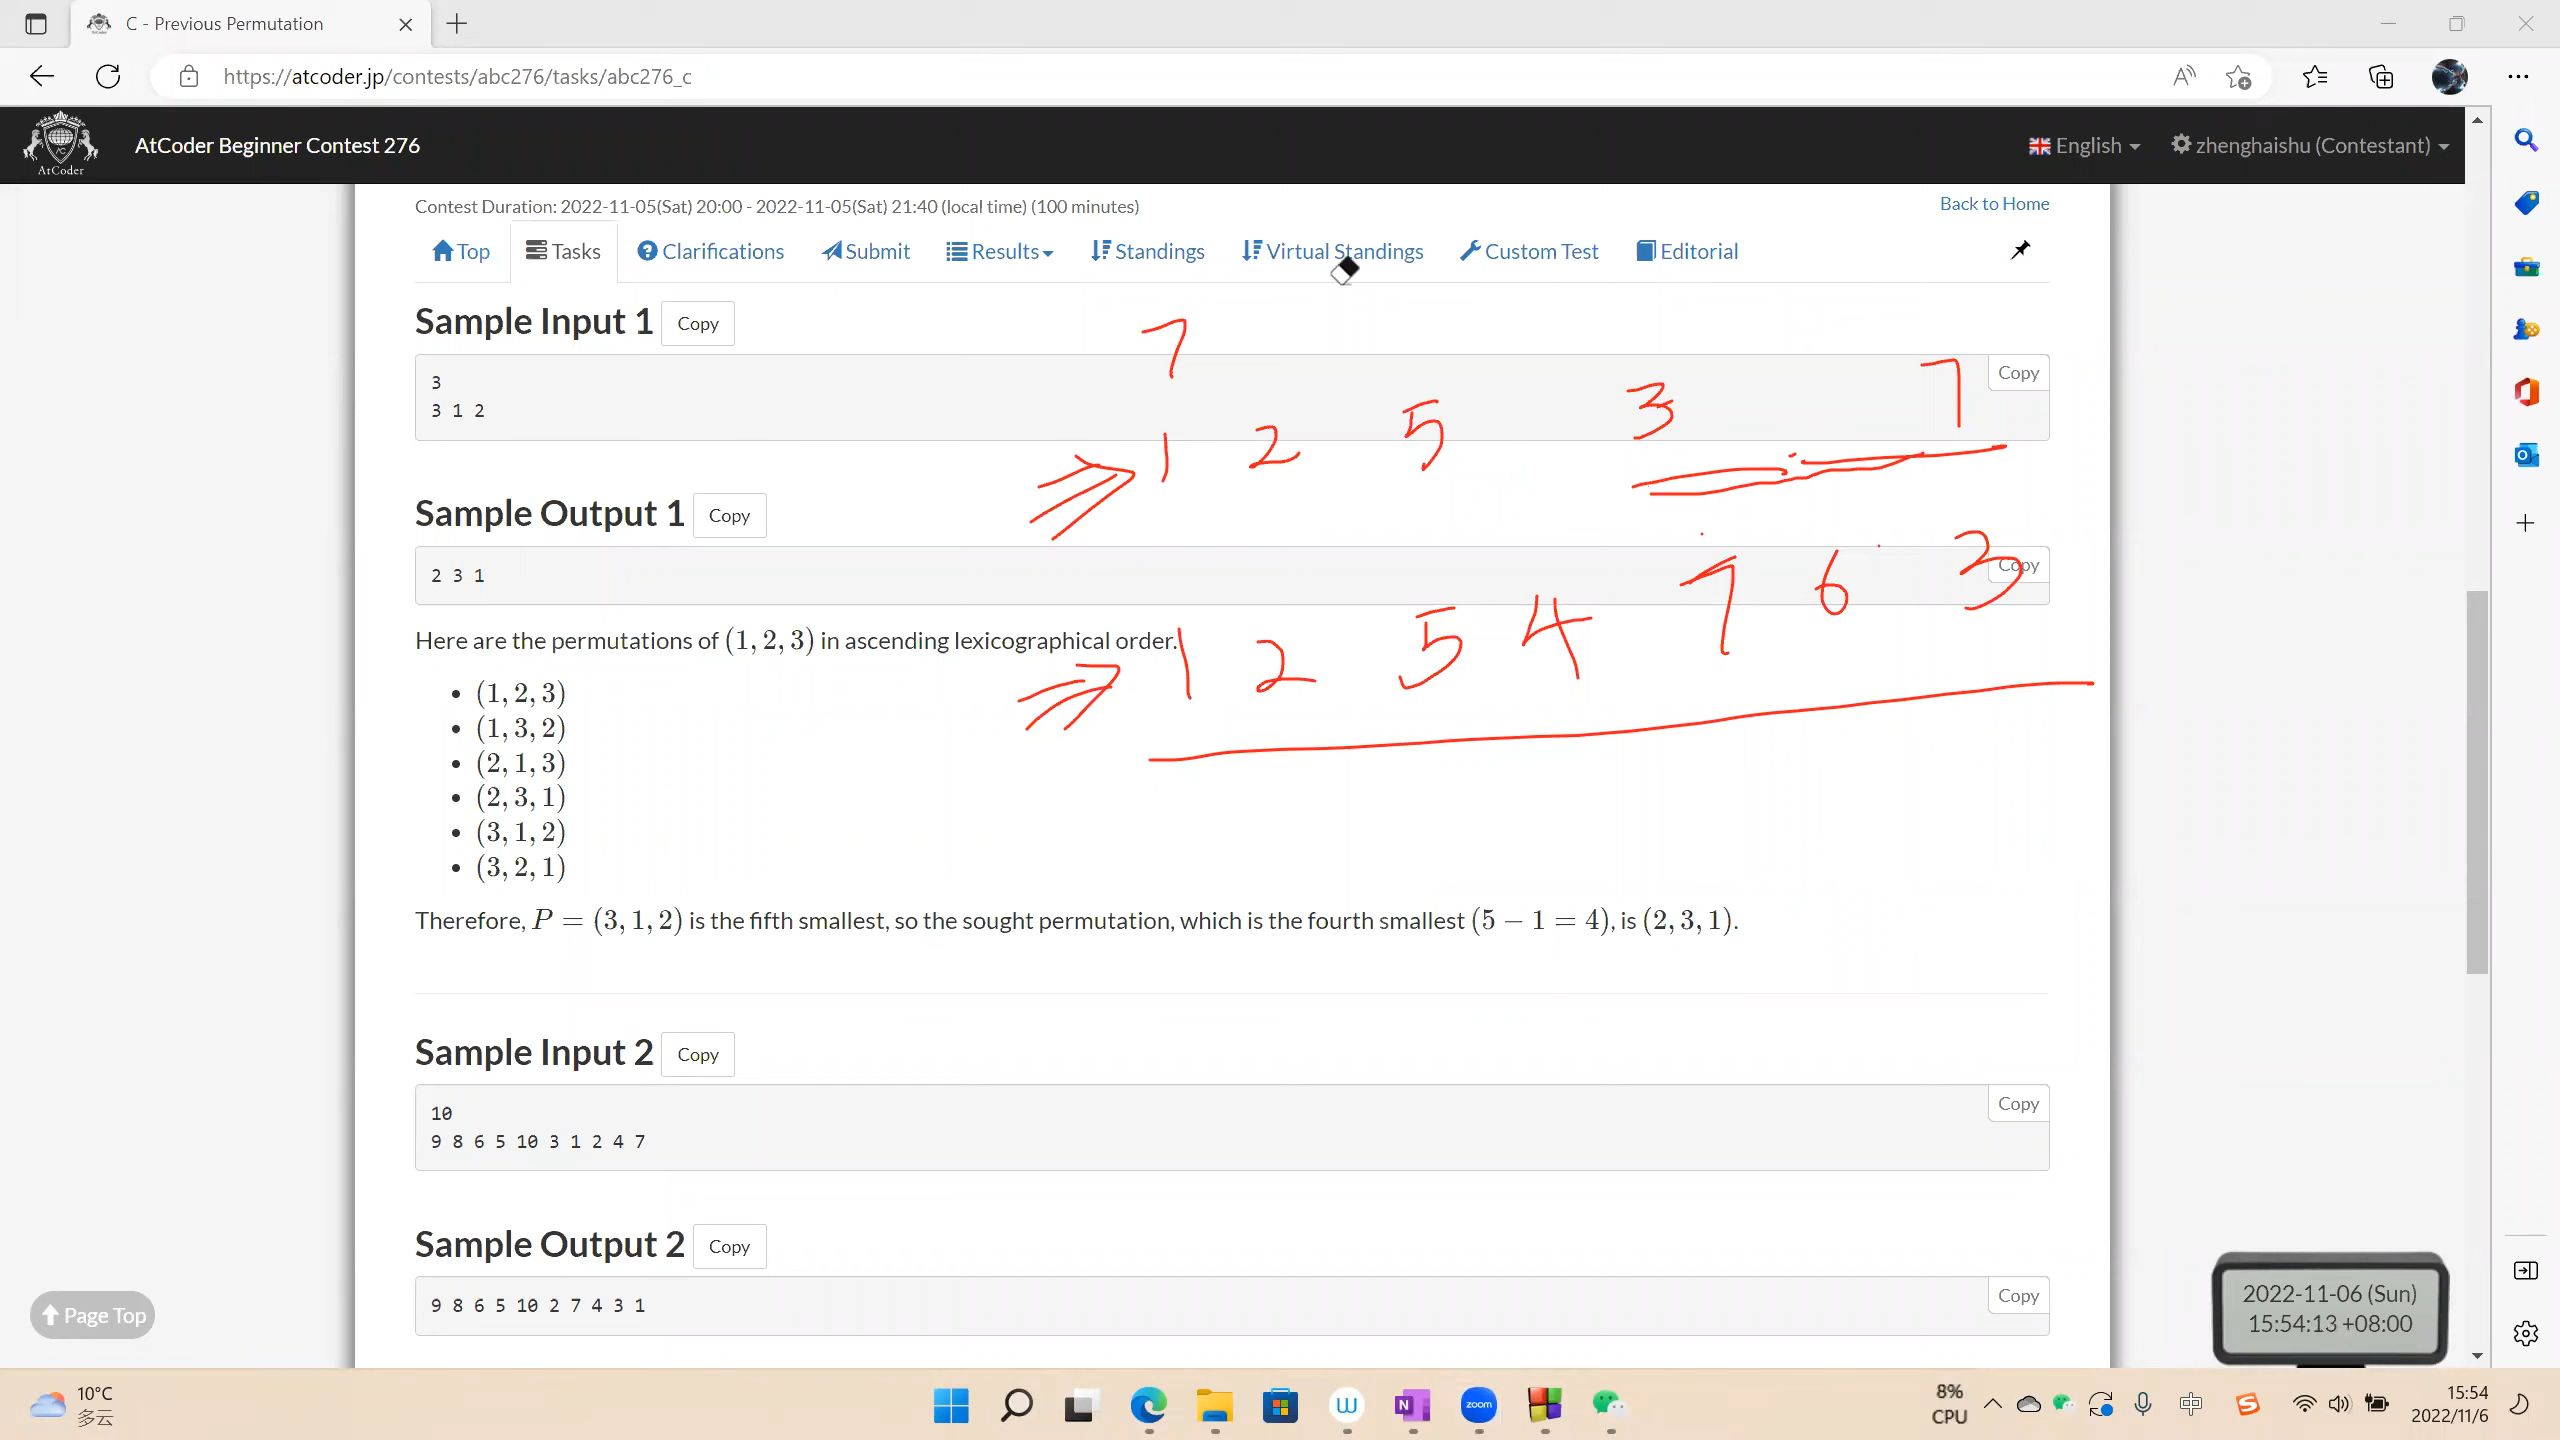 C - Previous Permutation
https://atcoder.jp/contests/abc276/tasks/abc276_c
AtCoder
AtCoder Beginner Contest 276
English
zhenghaishu (Contestant)
Contest Duration: 2022-11-05(Sat) 20:00 - 2022-11-05(Sat) 21:40 (local time) (100 minutes)
Back to Home
Top
Tasks
Clarifications
Submit
Results
Standings
Virtual Standings
Custom Test
Editorial
Sample Input 1
Copy
7
3
3 1 2
Copy
1 2 5 3 7
Sample Output 1
Copy
2 3 1
Copy
1 2 5 4 7 6 3
Here are the permutations of (1, 2, 3) in ascending lexicographical order.
• (1, 2, 3)
• (1, 3, 2)
• (2, 1, 3)
• (2, 3, 1)
• (3, 1, 2)
• (3, 2, 1)
Therefore, P = (3, 1, 2) is the fifth smallest, so the sought permutation, which is the fourth smallest (5 − 1 = 4), is (2, 3, 1).
Sample Input 2
Copy
10
9 8 6 5 10 3 1 2 4 7
Copy
Sample Output 2
Copy
9 8 6 5 10 2 7 4 3 1
Copy
Page Top
2022-11-06 (Sun)
15:54:13 +08:00
10°C
多云
zoom
8%
CPU
中
15:54
2022/11/6